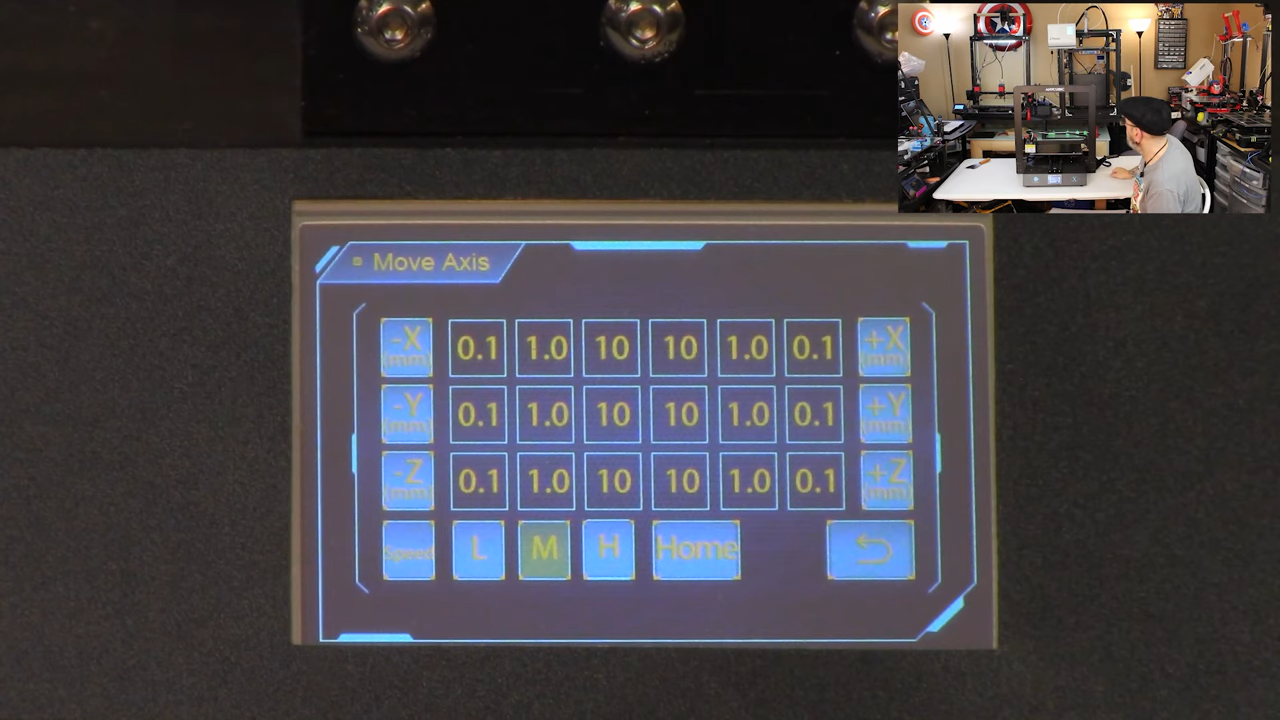 Move Axis
-X (mm) 0.1 1.0 10 10 1.0 0.1 +X (mm)
-Y (mm) 0.1 1.0 10 10 1.0 0.1 +Y (mm)
-Z (mm) 0.1 1.0 10 10 1.0 0.1 +Z (mm)
Speed L M H Home